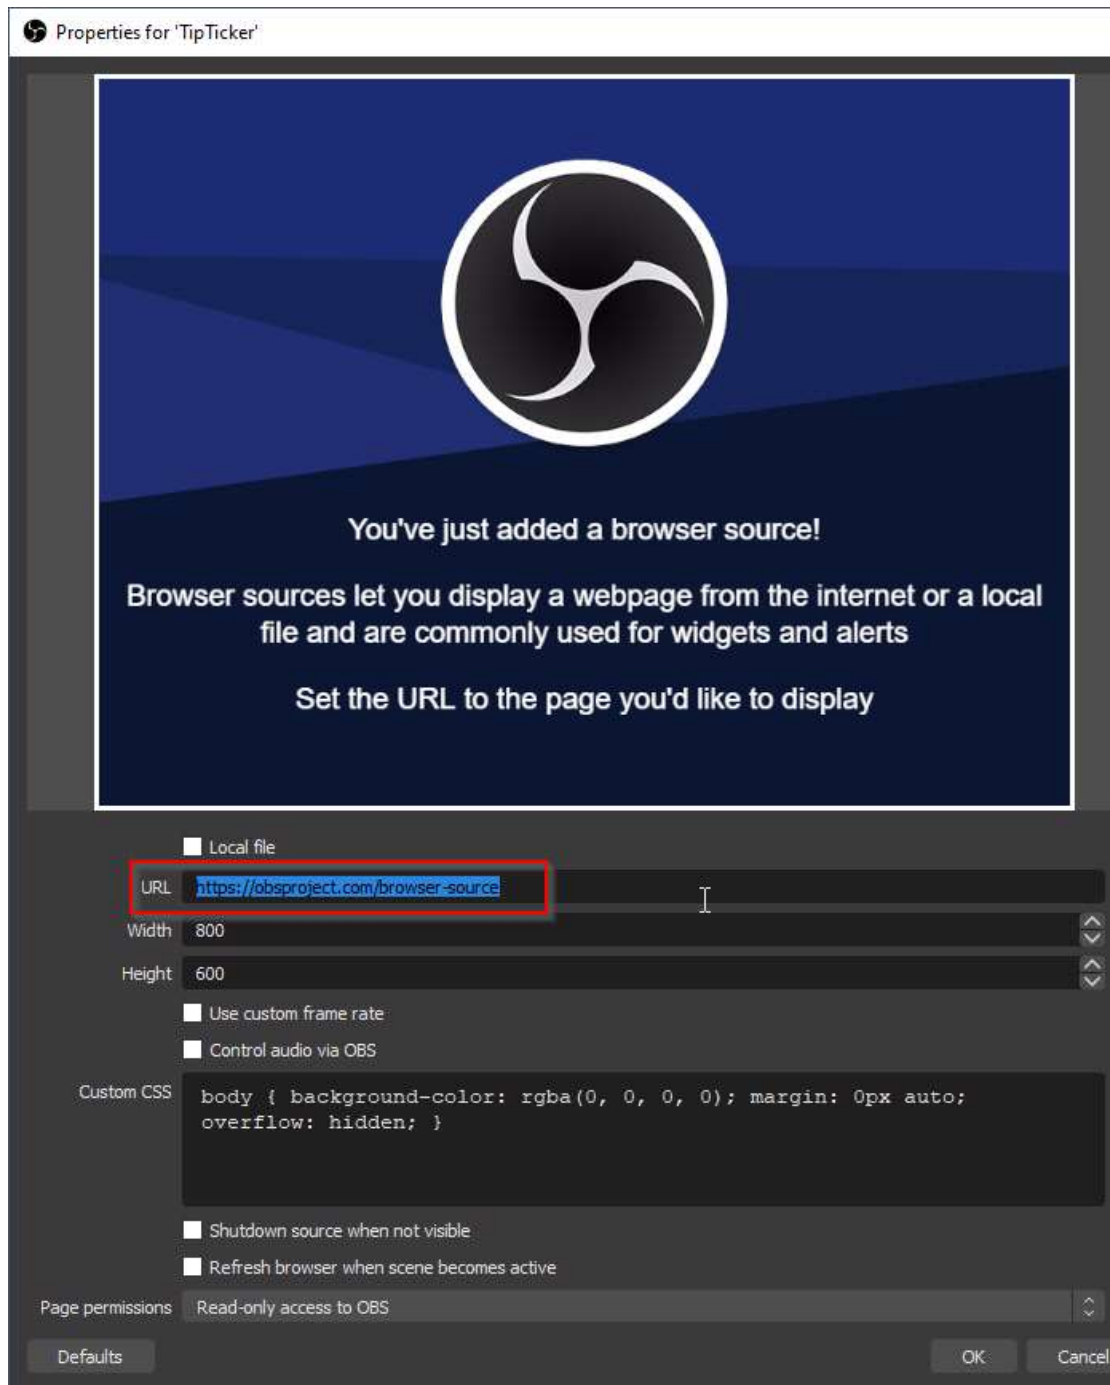 Properties for 'TipTicker'
You've just added a browser source!
Browser sources let you display a webpage from the internet or a local
file and are commonly used for widgets and alerts
Set the URL to the page you'd like to display
Local file
URL https://obsproject.com/browser-source
Width 800
Height 600
Use custom frame rate
Control audio via OBS
Custom CSS body { background-color: rgba(0, 0, 0, 0); margin: 0px auto;
overflow: hidden; }
Shutdown source when not visible
Refresh browser when scene becomes active
Page permissions Read-only access to OBS
Defaults OK Cancel